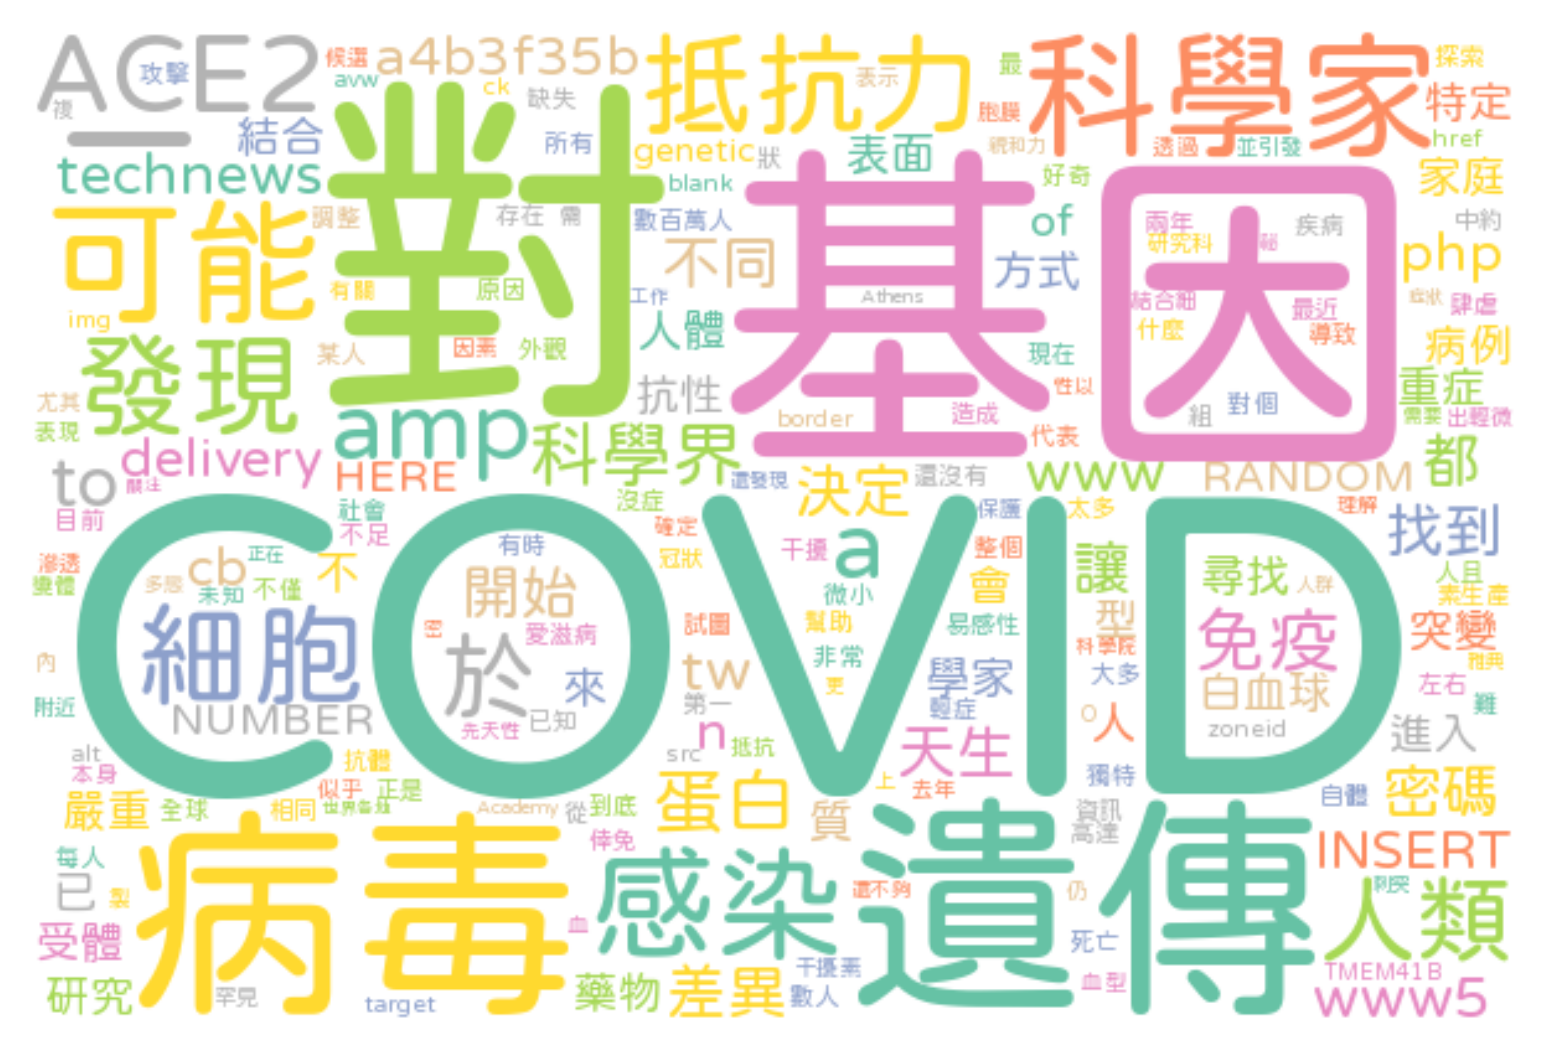 ACE2
攻擊
複
候選
avw
a4b3f35b
ck
缺失
抵抗力
表示
最
科學家
探索
特定
胞膜
href
結合
所有
genetic
狀
表面
親和力
透過
並引發
technews
對
blank
基因
好奇
家庭
可能
調整
存在
需
數百萬人
不同
of
方式
兩年
研究科
疾病
中約
php
有關
原因
工作
Athens
結合細
最近
症狀
肆虐
img
某人
因素
外觀
人體
現在
什麼
導致
病例
發現
抗性
性以
重症
尤其
表現
amp
border
造成
組
對個
需要
出輕微
代表
delivery
HERE
科學界
還發現
決定
還沒有
www
RANDOM
都
to
關注
目前
COVID
社會
不足
沒症
確定
保護
太多
理解
找到
滲透
變體
cb
正在
多態
未知
不僅
不
有時
冠狀
干擾
a
整個
讓
尋找
人群
人且
素生產
開始
會
微小
細胞
於
愛滋病
試圖
幫助
易感性
型
免疫
突變
科學院
雅典
內
來
tw
非常
更
學家
大多
白血球
左右
附近
NUMBER
先天性
已知
第一
輕症
人
zoneid
難
alt
本身
抗體
src
n
抵抗
天生
進入
似乎
正是
上
去年
獨特
自體
密碼
嚴重
全球
相同
Academy
從
到底
蛋白
質
資訊
高達
倖免
病毒
遺傳
INSERT
每人
已
製
感染
還不夠
仍
刺突
人類
受體
血
死亡
研究
罕見
target
藥物
差異
干擾素
數人
血型
TMEM41B
www5